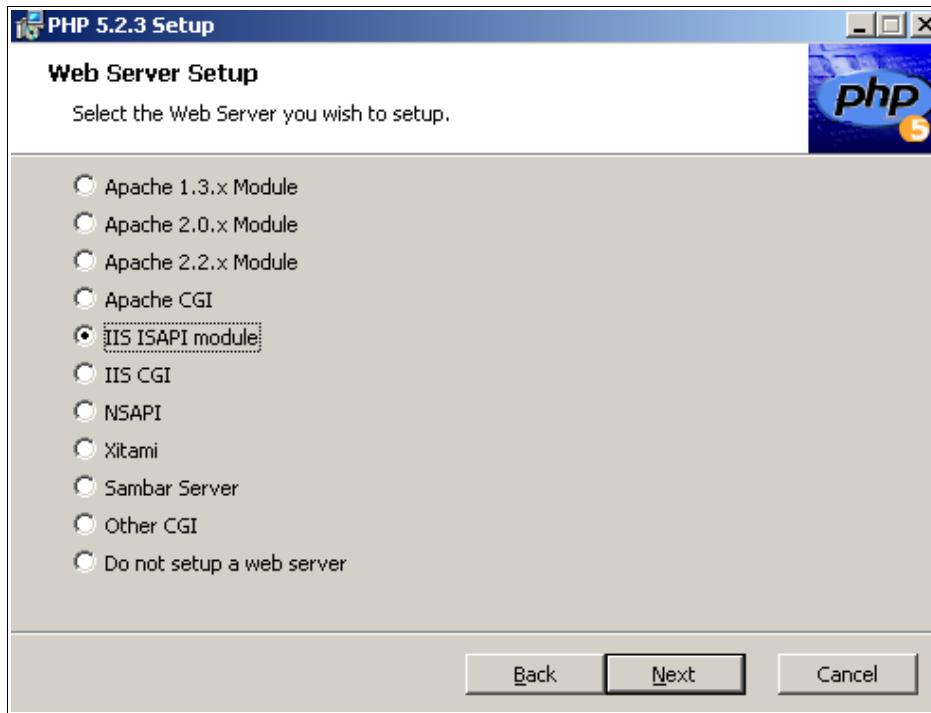 PHP 5.2.3 Setup
Web Server Setup
Select the Web Server you wish to setup.
php
5
Apache 1.3.x Module
Apache 2.0.x Module
Apache 2.2.x Module
Apache CGI
IIS ISAPI module
IIS CGI
NSAPI
Xitami
Sambar Server
Other CGI
Do not setup a web server
Back Next Cancel